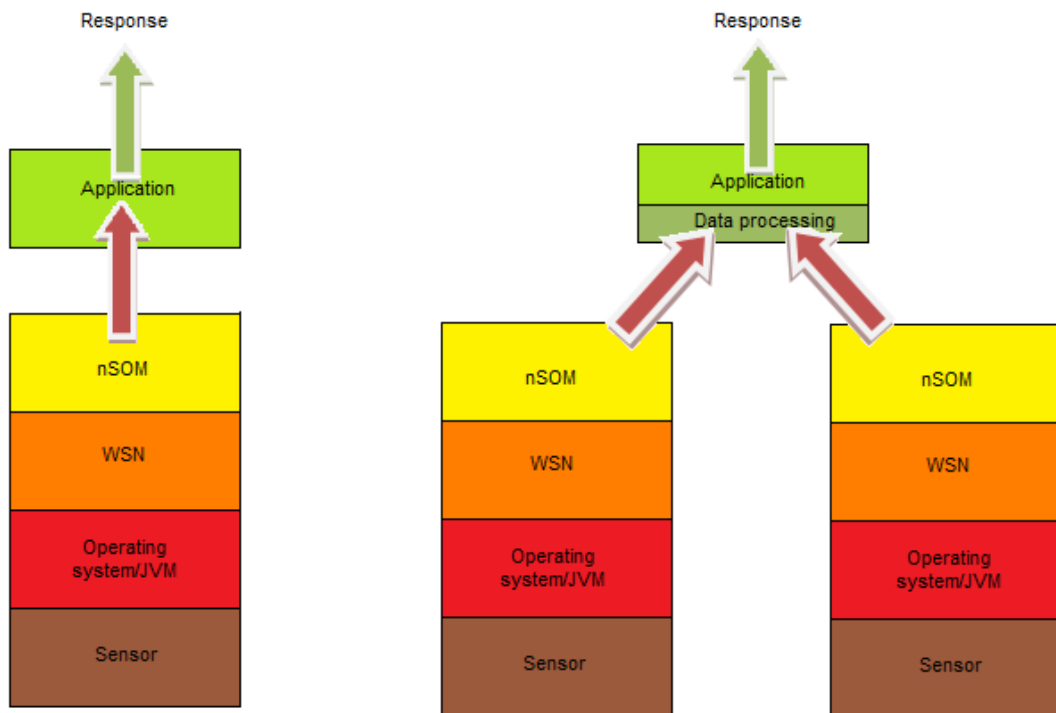 Response
Application
nSOM
WSN
Operating
system/JVM
Sensor
Response
Application
Data processing
nSOM
WSN
Operating
system/JVM
Sensor
nSOM
WSN
Operating
system/JVM
Sensor